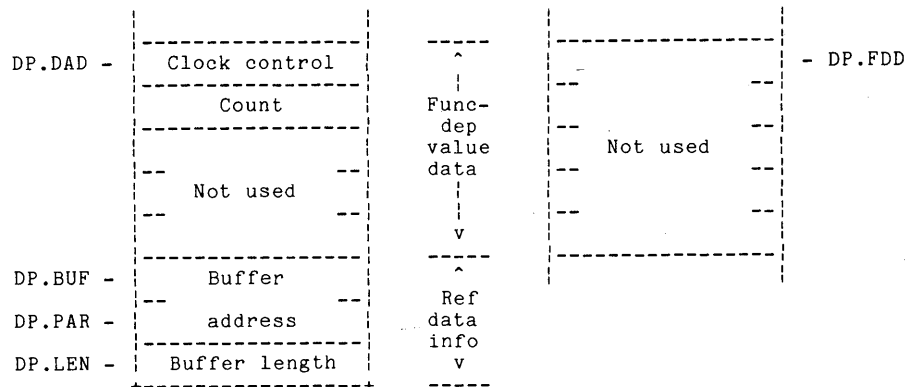 DP.DAD - Clock control ^ - DP.FDD
Count Func-
dep
value Not used
data
Not used
v
DP.BUF - Buffer ^
Ref
DP.PAR - address data
info
DP.LEN - Buffer length v